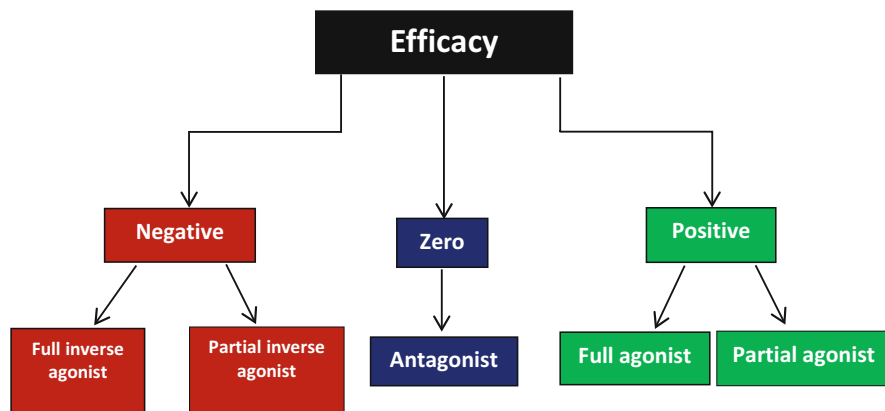 Efficacy
Negative
Zero
Positive
Full inverse
agonist
Partial inverse
agonist
Antagonist
Full agonist
Partial agonist